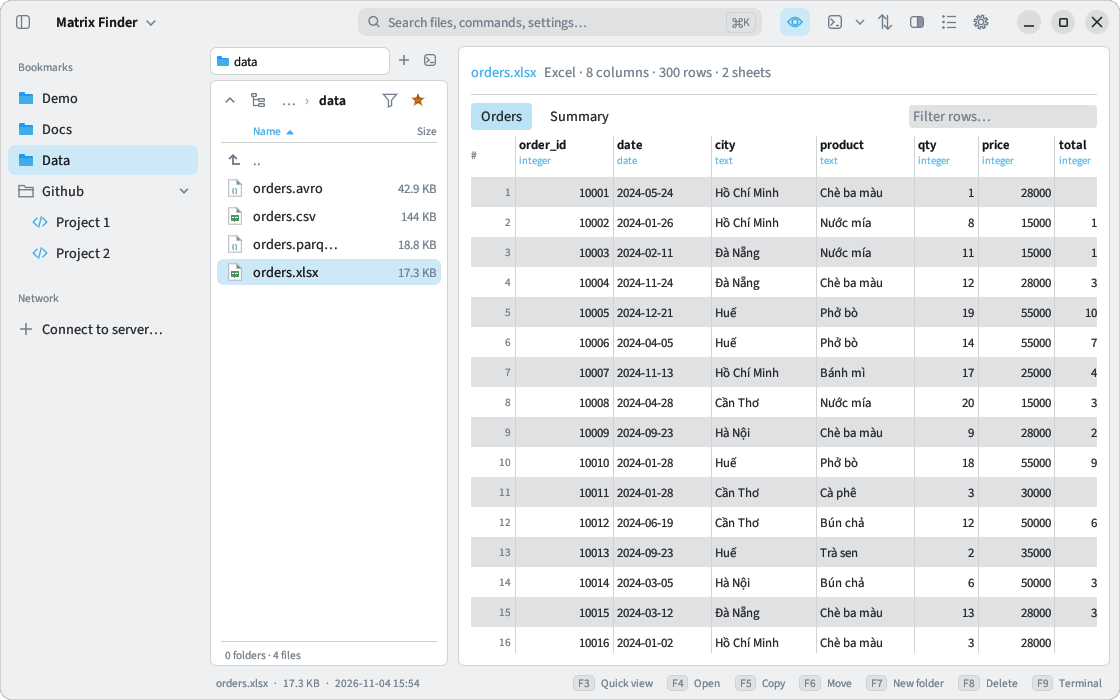 Matrix Finder
Search files, commands, settings…
⌘K
Bookmarks
Demo
Docs
Data
Github
Project 1
Project 2
Network
Connect to server…
data
… › data
Name Size
..
orders.avro 42.9 KB
orders.csv 144 KB
orders.parq… 18.8 KB
orders.xlsx 17.3 KB
0 folders · 4 files
orders.xlsx Excel · 8 columns · 300 rows · 2 sheets
Orders Summary Filter rows…
# order_id date city product qty price total
integer date text text integer integer integer
1 10001 2024-05-24 Hồ Chí Minh Chè ba màu 1 28000
2 10002 2024-01-26 Hồ Chí Minh Nước mía 8 15000 1
3 10003 2024-02-11 Đà Nẵng Nước mía 11 15000 1
4 10004 2024-11-24 Đà Nẵng Chè ba màu 12 28000 3
5 10005 2024-12-21 Huế Phở bò 19 55000 10
6 10006 2024-04-05 Huế Phở bò 14 55000 7
7 10007 2024-11-13 Hồ Chí Minh Bánh mì 17 25000 4
8 10008 2024-04-28 Cần Thơ Nước mía 20 15000 3
9 10009 2024-09-23 Hà Nội Chè ba màu 9 28000 2
10 10010 2024-01-28 Huế Phở bò 18 55000 9
11 10011 2024-01-28 Cần Thơ Cà phê 3 30000
12 10012 2024-06-19 Cần Thơ Bún chả 12 50000 6
13 10013 2024-09-23 Huế Trà sen 2 35000
14 10014 2024-03-05 Hà Nội Bún chả 6 50000 3
15 10015 2024-03-12 Đà Nẵng Chè ba màu 13 28000 3
16 10016 2024-01-02 Hồ Chí Minh Chè ba màu 3 28000
orders.xlsx · 17.3 KB · 2026-11-04 15:54
F3 Quick view F4 Open F5 Copy F6 Move F7 New folder F8 Delete F9 Terminal